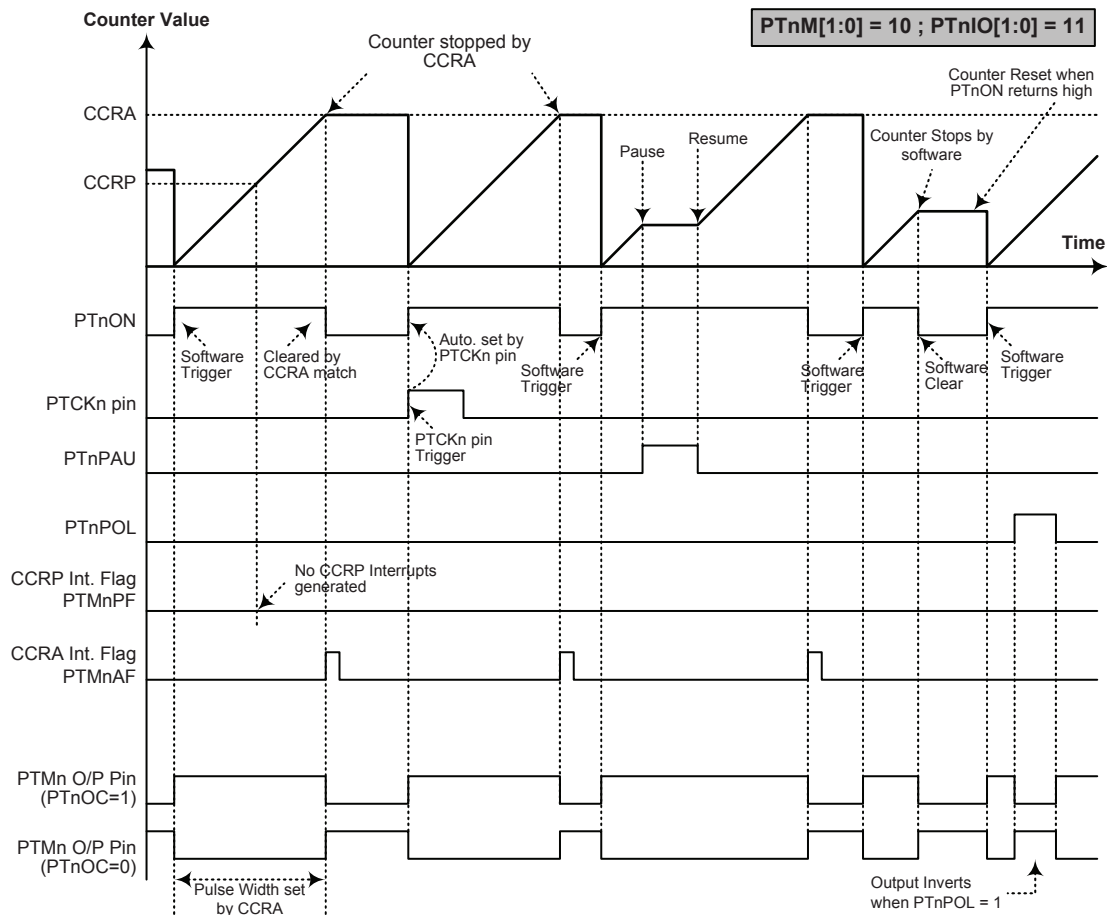 Counter Value
PTnM[1:0] = 10 ; PTnIO[1:0] = 11
Counter stopped by
CCRA
Counter Reset when
PTnON returns high
CCRA
Counter Stops by
software
Pause
Resume
CCRP
Time
PTnON
Software
Trigger
Cleared by
CCRA match
Auto. set by
PTCKn pin
Software
Trigger
Software
Trigger
Software
Clear
Software
Trigger
PTCKn pin
PTCKn pin
Trigger
PTnPAU
PTnPOL
CCRP Int. Flag
PTMnPF
No CCRP Interrupts
generated
CCRA Int. Flag
PTMnAF
PTMn O/P Pin
(PTnOC=1)
PTMn O/P Pin
(PTnOC=0)
Pulse Width set
by CCRA
Output Inverts
when PTnPOL = 1